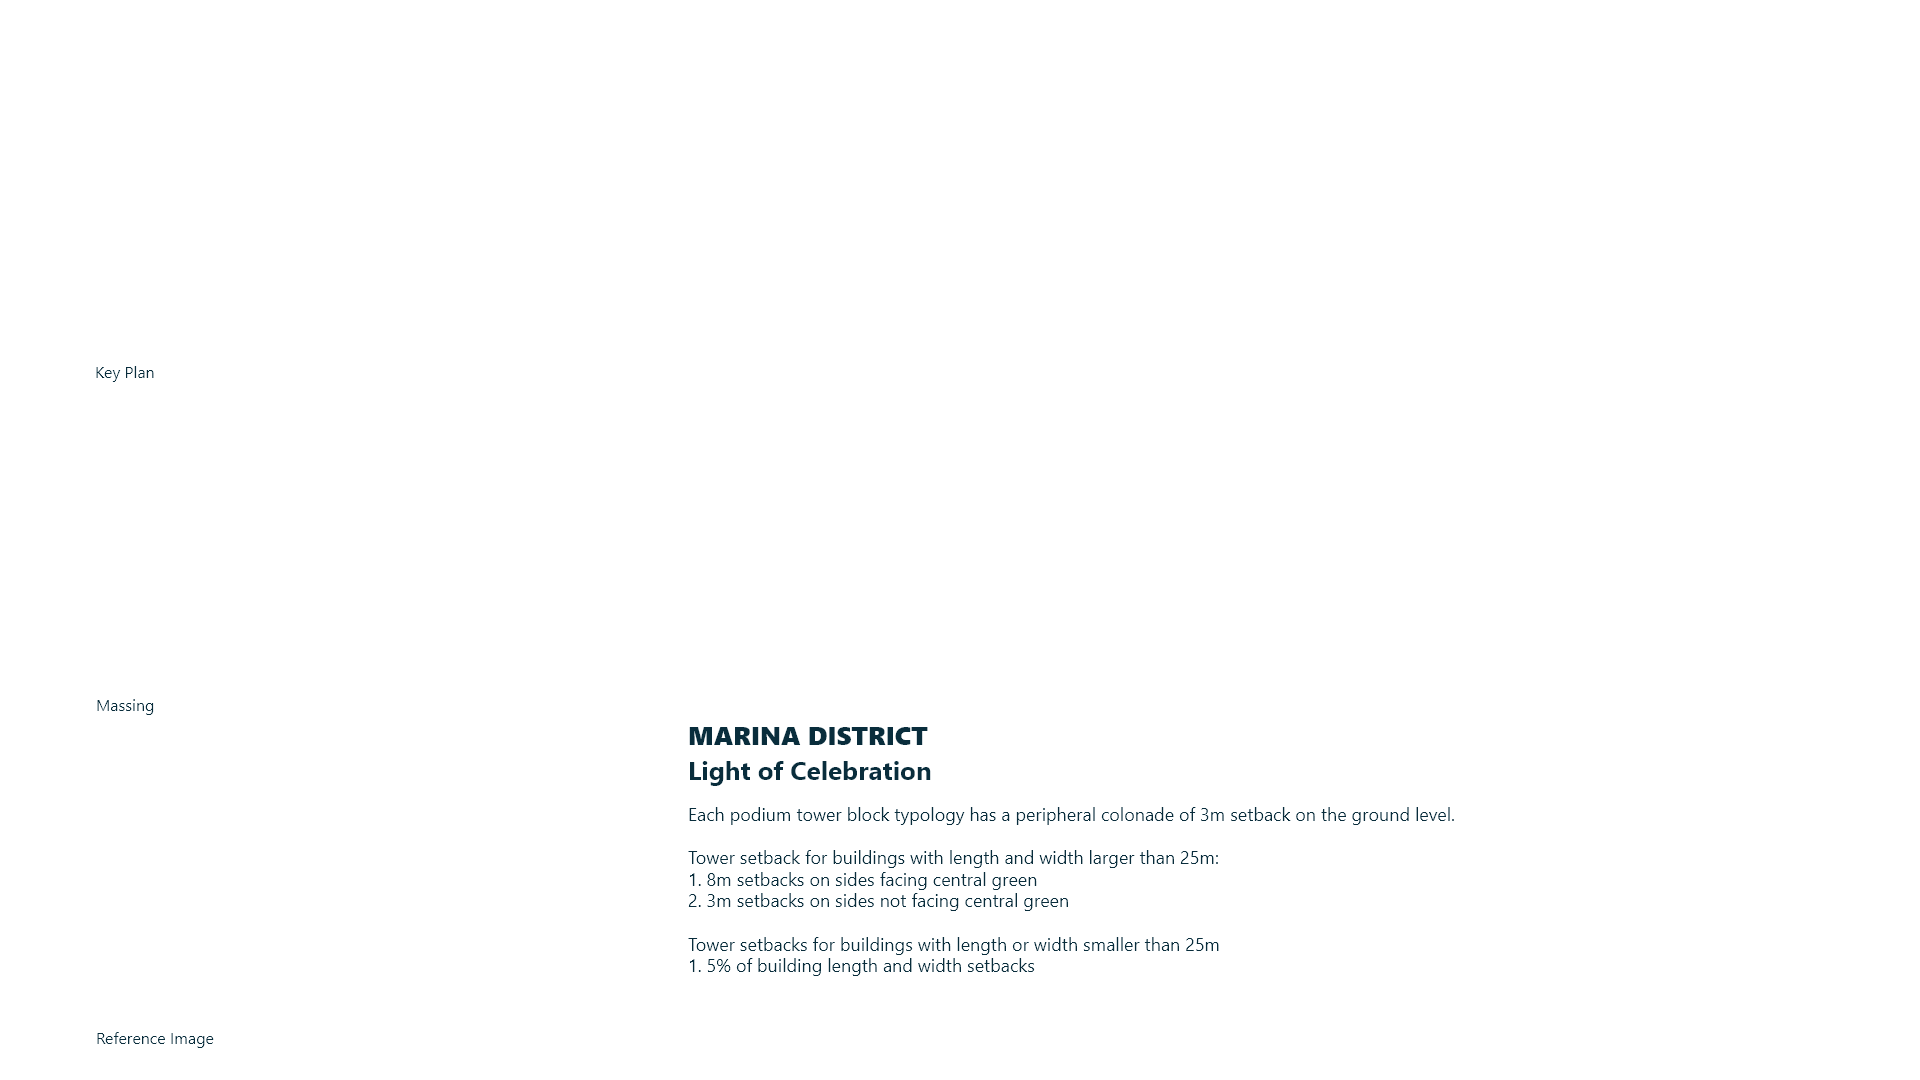 Key Plan
Massing
MARINA DISTRICT
Light of Celebration
Each podium tower block typology has a peripheral colonade of 3m setback on the ground level.
Tower setback for buildings with length and width larger than 25m:
1. 8m setbacks on sides facing central green
2. 3m setbacks on sides not facing central green
Tower setbacks for buildings with length or width smaller than 25m
1. 5% of building length and width setbacks
Reference Image